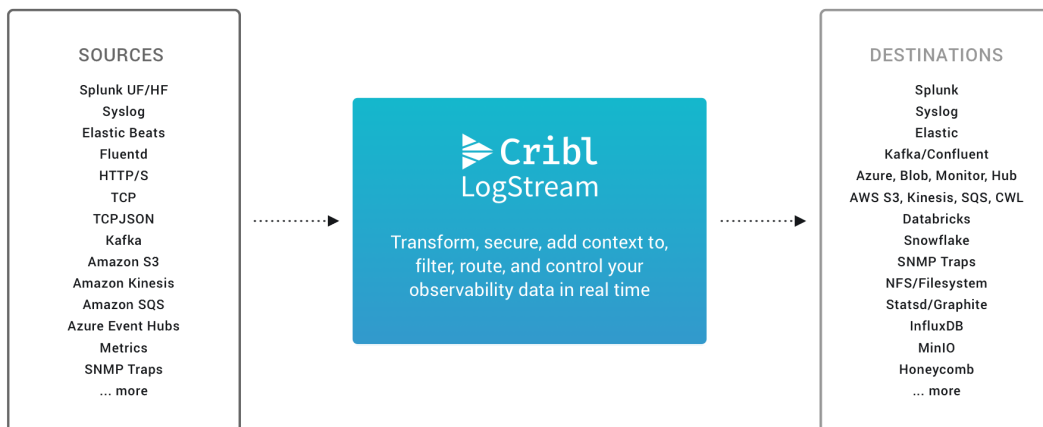 SOURCES
Splunk UF/HF
Syslog
Elastic Beats
Fluentd
HTTP/S
TCP
TCPJSON
Kafka
Amazon S3
Amazon Kinesis
Amazon SQS
Azure Event Hubs
Metrics
SNMP Traps
... more
Cribl
LogStream
Transform, secure, add context to,
filter, route, and control your
observability data in real time
DESTINATIONS
Splunk
Syslog
Elastic
Kafka/Confluent
Azure, Blob, Monitor, Hub
AWS S3, Kinesis, SQS, CWL
Databricks
Snowflake
SNMP Traps
NFS/Filesystem
Statsd/Graphite
InfluxDB
MinIO
Honeycomb
... more